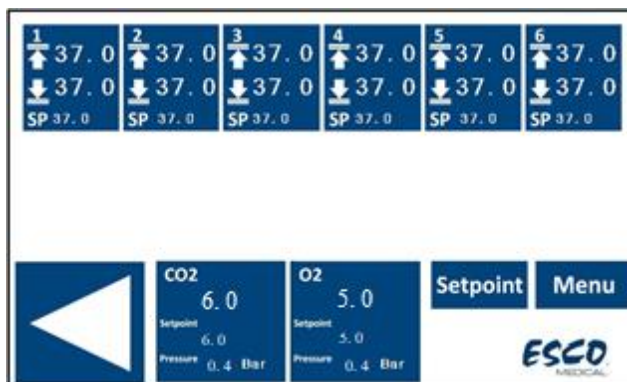 1 2 3 4 5 6
37.0 37.0 37.0 37.0 37.0 37.0
37.0 37.0 37.0 37.0 37.0 37.0
SP 37.0 SP 37.0 SP 37.0 SP 37.0 SP 37.0 SP 37.0
CO2
6.0
Setpoint
6.0
Pressure 0.4 Bar
O2
5.0
Setpoint
5.0
Pressure 0.4 Bar
Setpoint
Menu
ESCO
MEDICAL